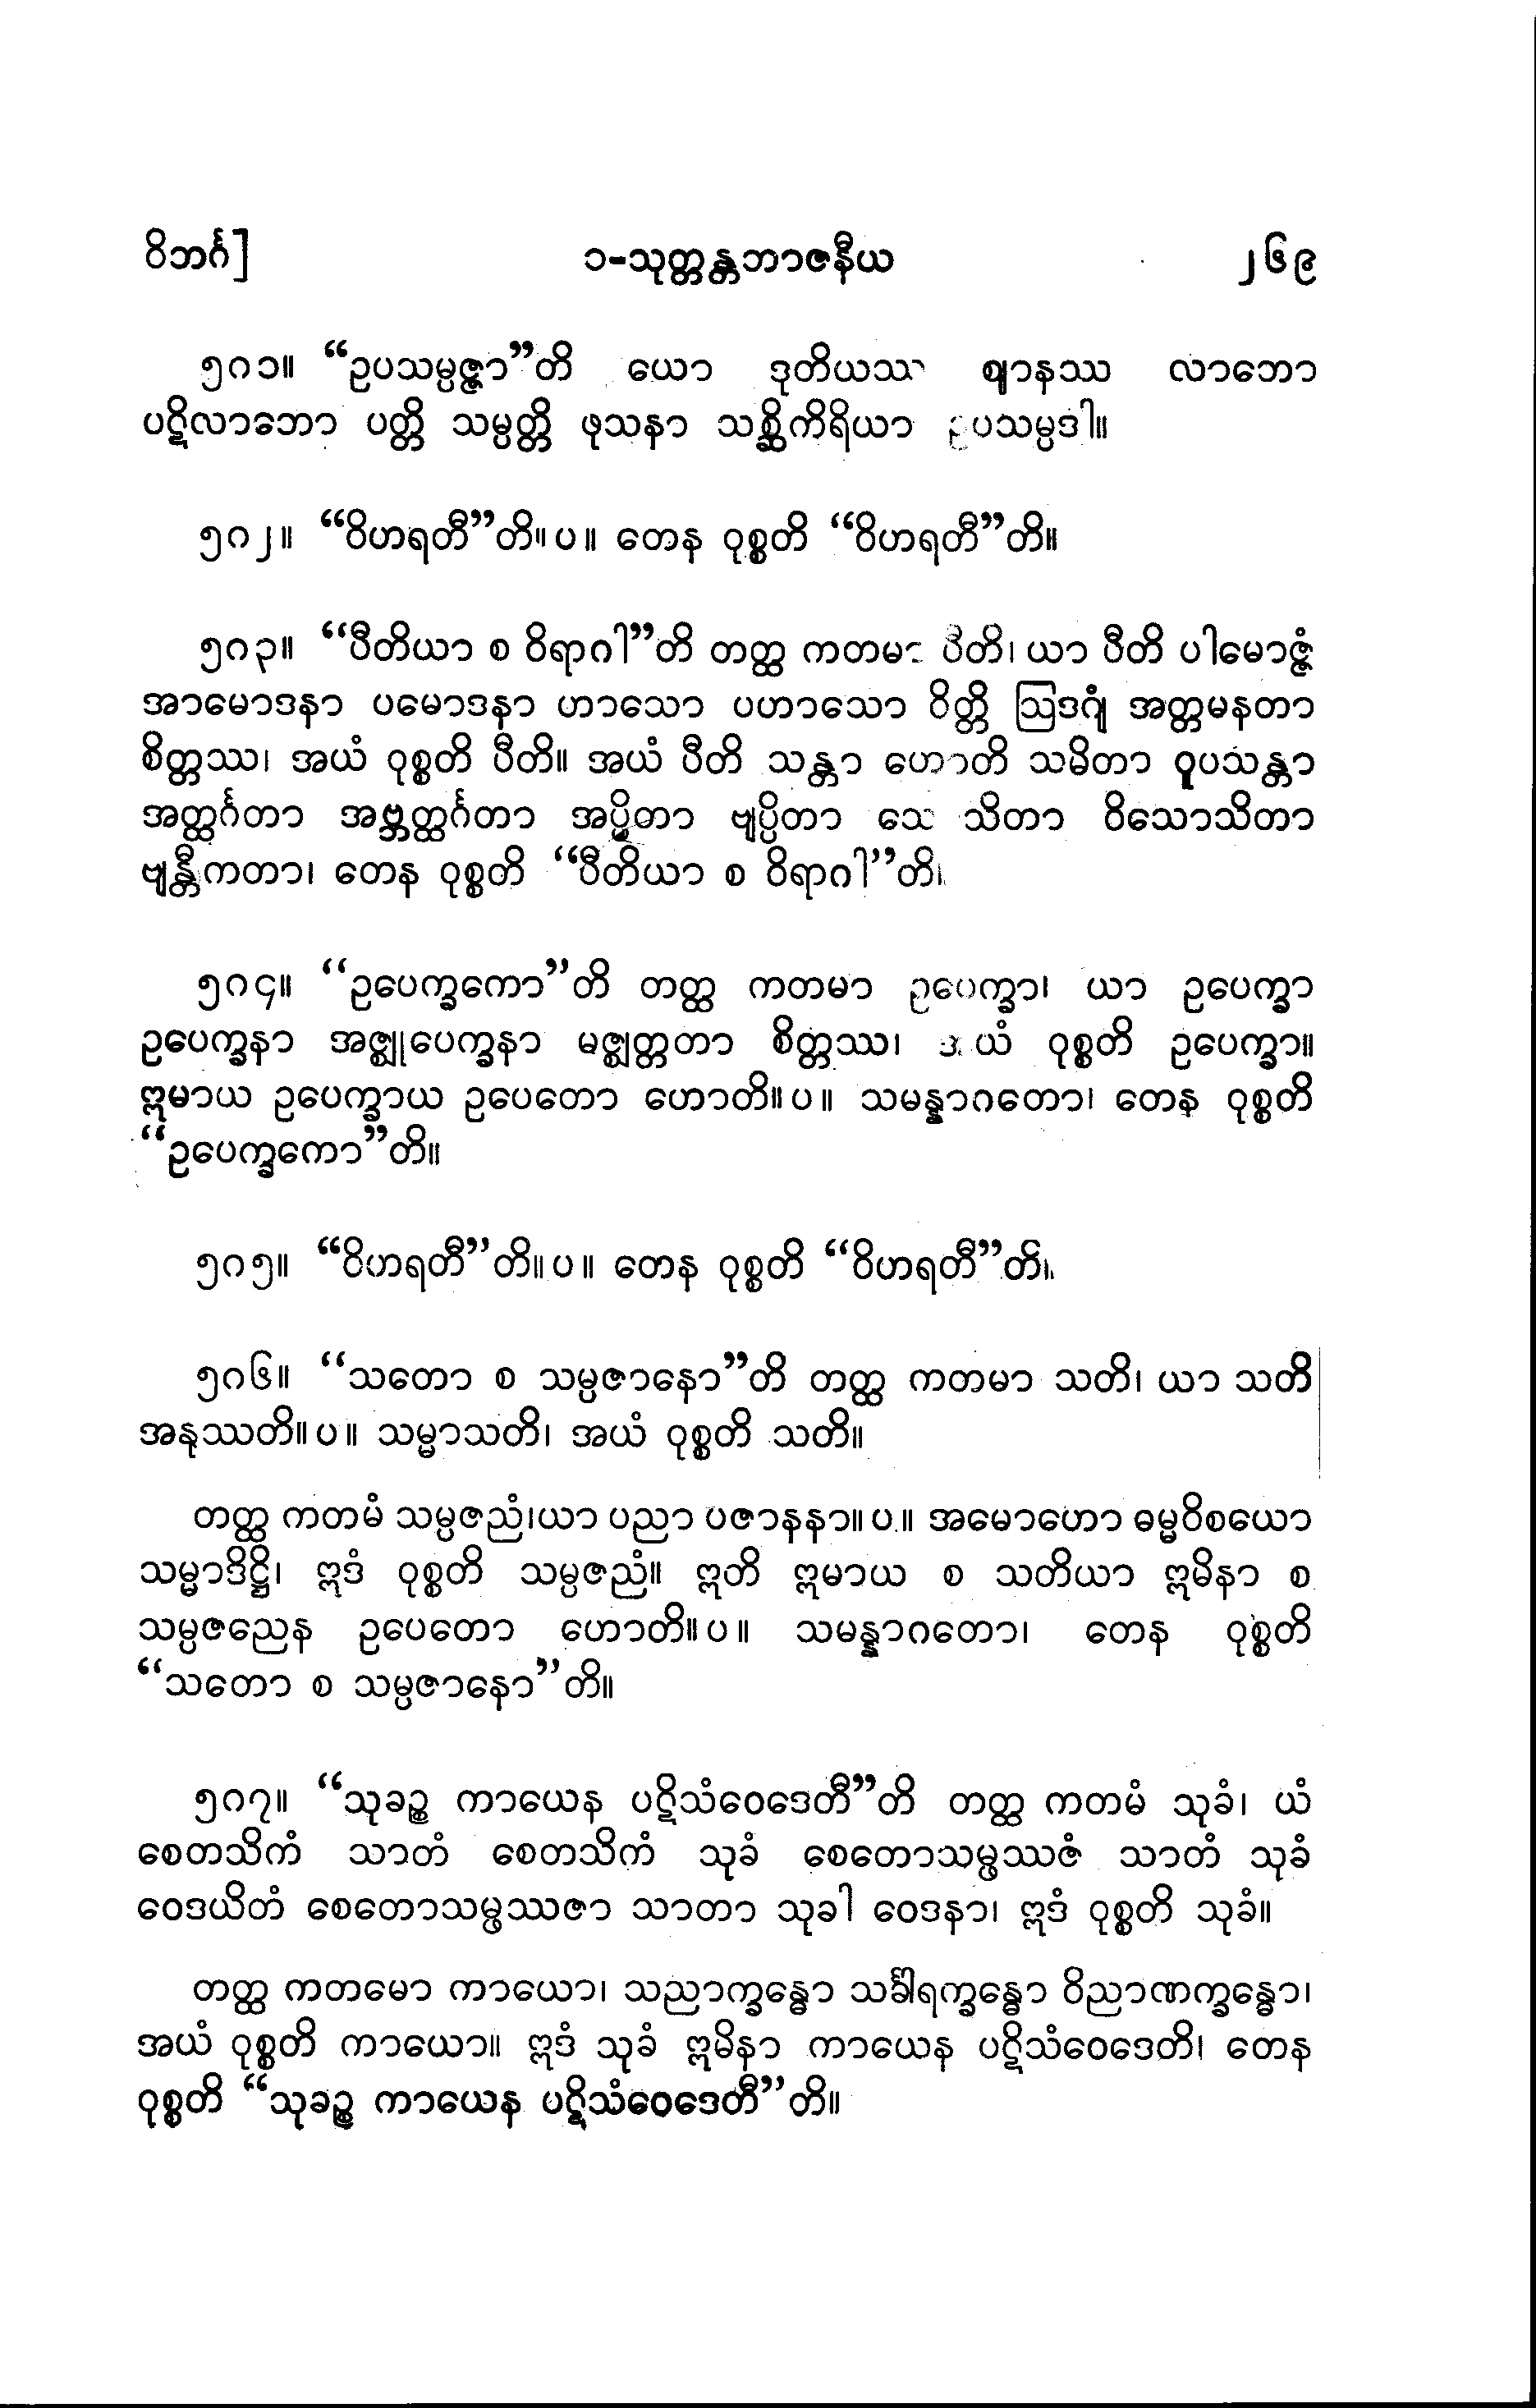 ဝိဘင်္ဂ] ၁-သုတ္တန္တဘာဇနီယ ၂၆၉
၅၈၁။ “ဥပသမ္ပဇ္ဇာ”တိ ယော ဒုတိယဿ ဈာနဿ လာဘော
ပဋိလာဘော ပတ္တိ သမ္ပတ္တိ ဖုသနာ သစ္ဆိကိရိယာ ဥပသမ္ပဒါ။
၅၈၂။ “ဝိဟရတီ”တိ။ပ။ တေန ဝုစ္စတိ “ဝိဟရတီ”တိ။
၅၈၃။ “ပီတိယာ စ ဝိရာဂါ”တိ တတ္ထ ကတမာ ပီတိ၊ ယာ ပီတိ ပါမောဇ္ဇံ
အာမောဒနာ ပမောဒနာ ဟာသော ပဟာသော ဝိတ္တိ ဩဒဂျံ အတ္တမနတာ
စိတ္တဿ၊ အယံ ဝုစ္စတိ ပီတိ။ အယံ ပီတိ သန္တာ ဟောတိ သမိတာ ဝူပသန္တာ
အတ္ထင်္ဂတာ အဗ္ဘတ္ထင်္ဂတာ အပ္ပိတာ ဗျပ္ပိတာ သောသိတာ ဝိသောသိတာ
ဗျန္တီကတာ၊ တေန ဝုစ္စတိ “ပီတိယာ စ ဝိရာဂါ”တိ။
၅၈၄။ “ဥပေက္ခကော”တိ တတ္ထ ကတမာ ဥပေက္ခာ၊ ယာ ဥပေက္ခာ
ဥပေက္ခနာ အဇ္ဈုပေက္ခနာ မဇ္ဈတ္တတာ စိတ္တဿ၊ အယံ ဝုစ္စတိ ဥပေက္ခာ။
ဣမာယ ဥပေက္ခာယ ဥပေတော ဟောတိ။ပ။ သမန္နာဂတော၊ တေန ဝုစ္စတိ
“ဥပေက္ခကော”တိ။
၅၈၅။ “ဝိဟရတီ”တိ။ပ။ တေန ဝုစ္စတိ “ဝိဟရတီ”တိ။
၅၈၆။ “သတော စ သမ္ပဇာနော”တိ တတ္ထ ကတမာ သတိ၊ ယာ သတိ
အနုဿတိ။ပ။ သမ္မာသတိ၊ အယံ ဝုစ္စတိ သတိ။
တတ္ထ ကတမံ သမ္ပဇညံ၊ယာ ပညာ ပဇာနနာ။ပ။ အမောဟော ဓမ္မဝိစယော
သမ္မာဒိဋ္ဌိ၊ ဣဒံ ဝုစ္စတိ သမ္ပဇညံ။ ဣတိ ဣမာယ စ သတိယာ ဣမိနာ စ
သမ္ပဇညေန ဥပေတော ဟောတိ။ပ။ သမန္နာဂတော၊ တေန ဝုစ္စတိ
“သတော စ သမ္ပဇာနော”တိ။
၅၈၇။ “သုခဉ္စ ကာယေန ပဋိသံဝေဒေတီ”တိ တတ္ထ ကတမံ သုခံ၊ ယံ
စေတသိကံ သာတံ စေတသိကံ သုခံ စေတောသမ္ဖဿဇံ သာတံ သုခံ
ဝေဒယိတံ စေတောသမ္ဖဿဇာ သာတာ သုခါ ဝေဒနာ၊ ဣဒံ ဝုစ္စတိ သုခံ။
တတ္ထ ကတမော ကာယော၊ သညာက္ခန္ဓော သင်္ခါရက္ခန္ဓော ဝိညာဏက္ခန္ဓော၊
အယံ ဝုစ္စတိ ကာယော။ ဣဒံ သုခံ ဣမိနာ ကာယေန ပဋိသံဝေဒေတိ၊ တေန
ဝုစ္စတိ “သုခဉ္စ ကာယေန ပဋိသံဝေဒေတီ”တိ။